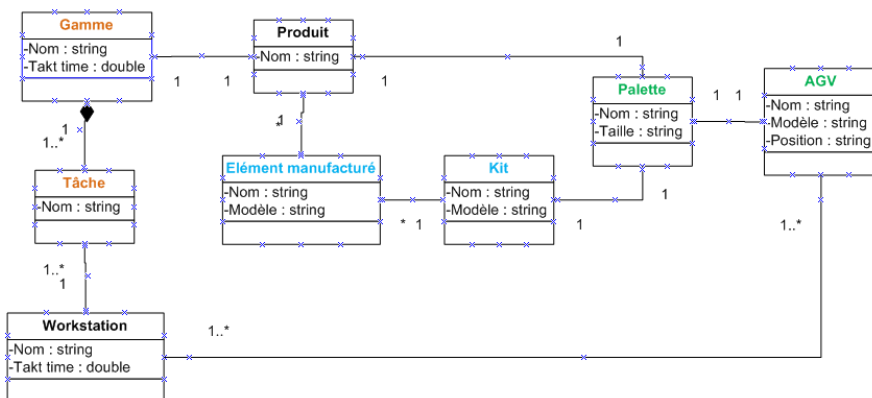 Gamme
-Nom : string
-Takt time : double
Produit
-Nom : string
1
1
1
1
Palette
-Nom : string
-Taille : string
1
1
AGV
-Nom : string
-Modèle : string
-Position : string
1
1..*
*
1
Tâche
-Nom : string
Elément manufacturé
-Nom : string
-Modèle : string
*
1
Kit
-Nom : string
-Modèle : string
1
1
1..*
1..*
1
Workstation
-Nom : string
-Takt time : double
1..*